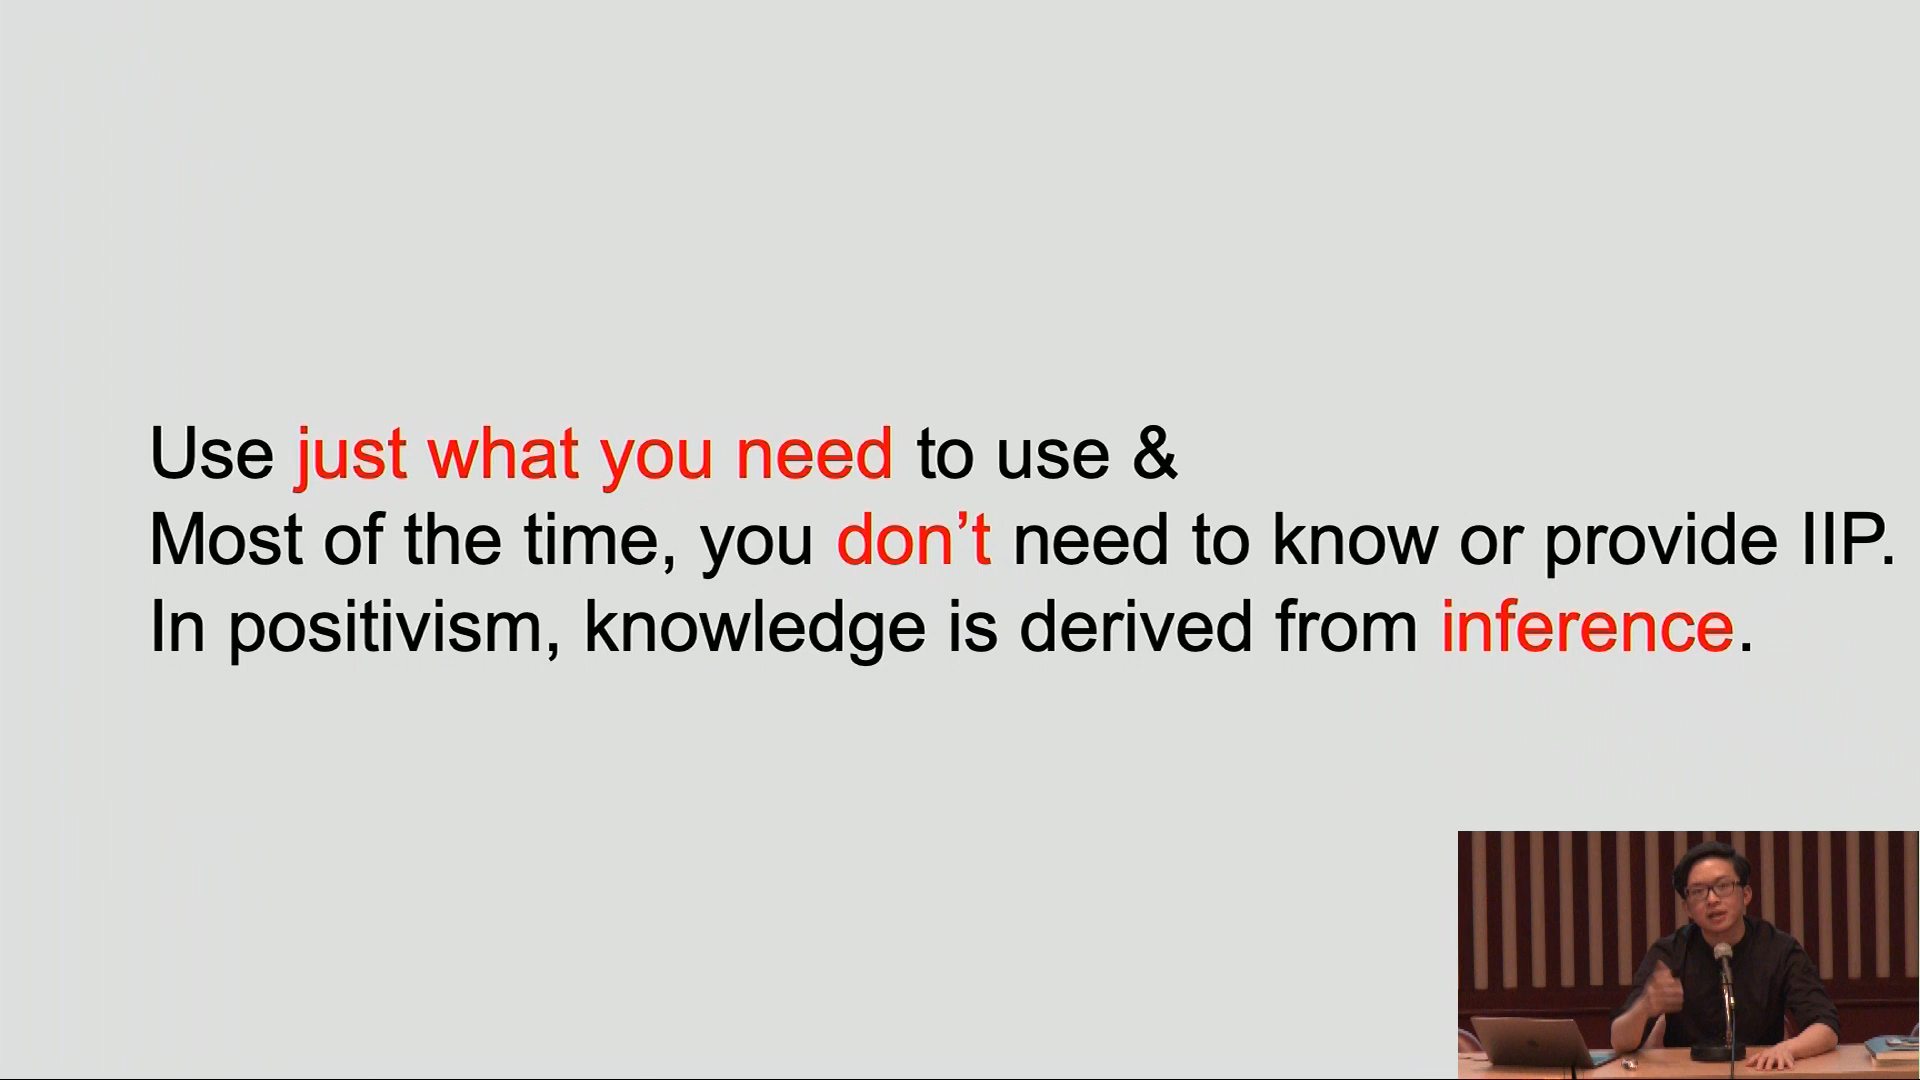 Use just what you need to use &
Most of the time, you don’t need to know or provide IIP.
In positivism, knowledge is derived from inference.